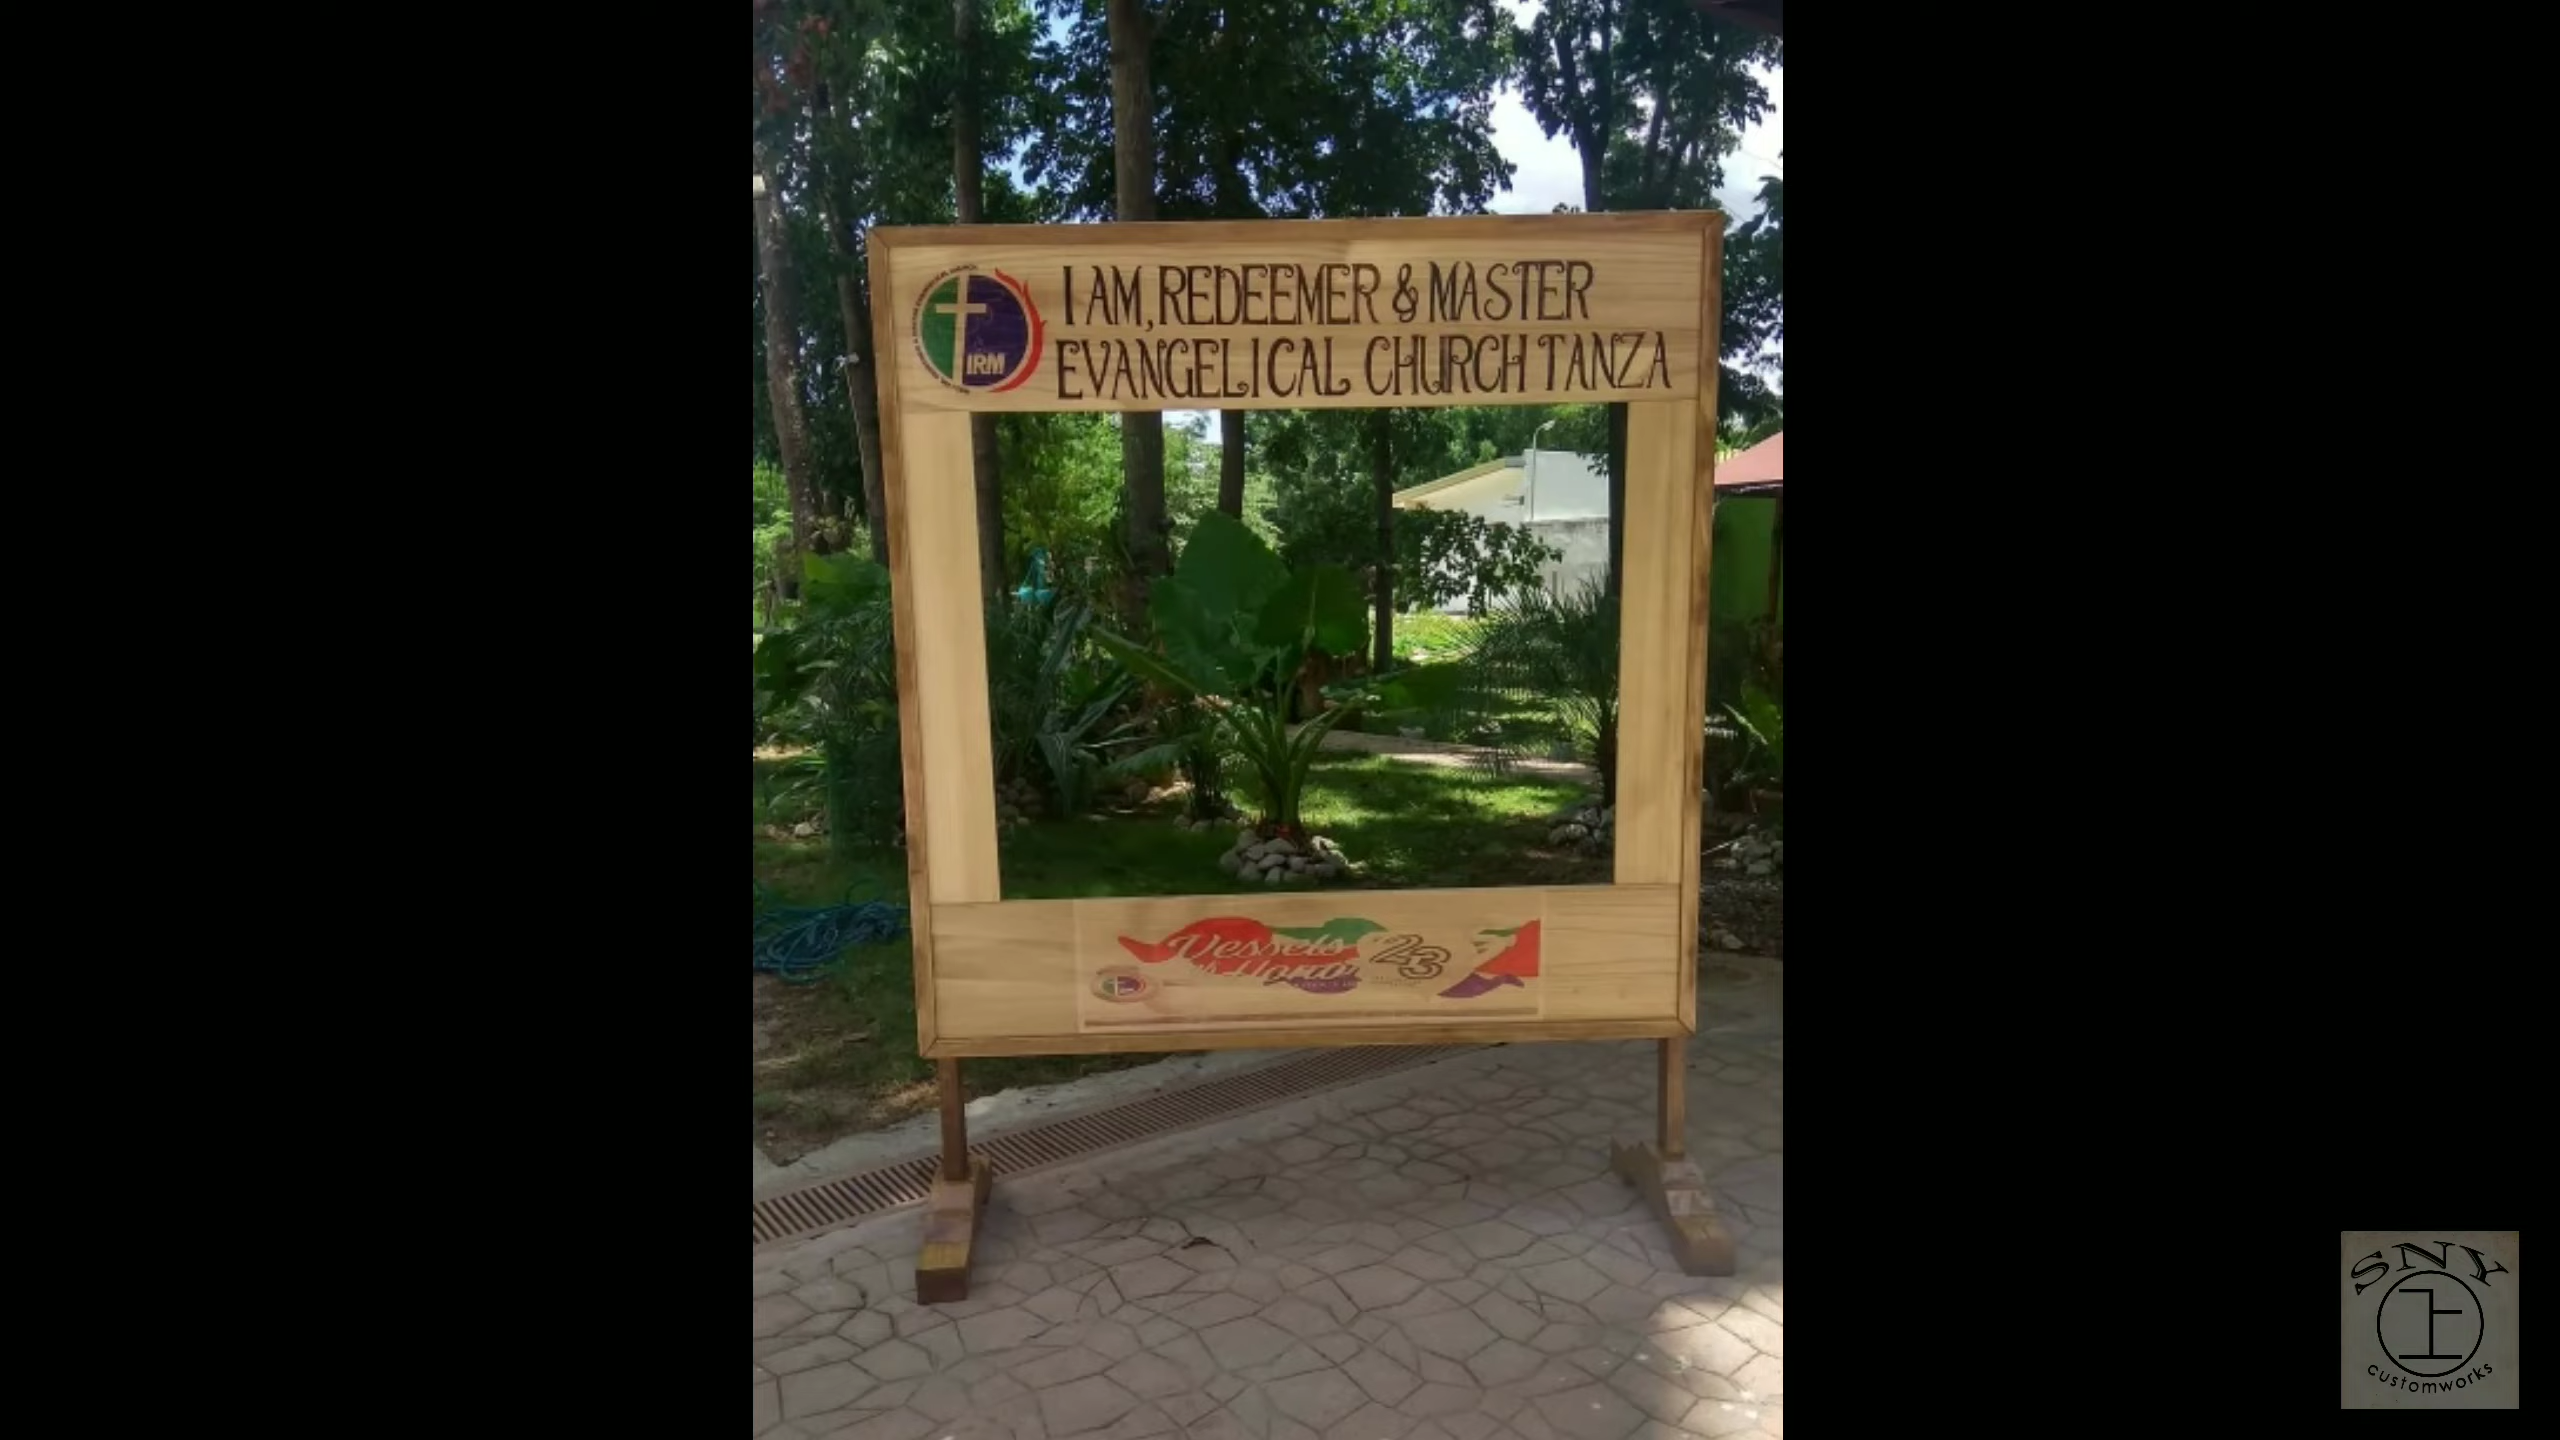 I AM, REDEEMER & MASTER
EVANGELICAL CHURCH TANZA
IRM
Vessels '23
SNY
customworks